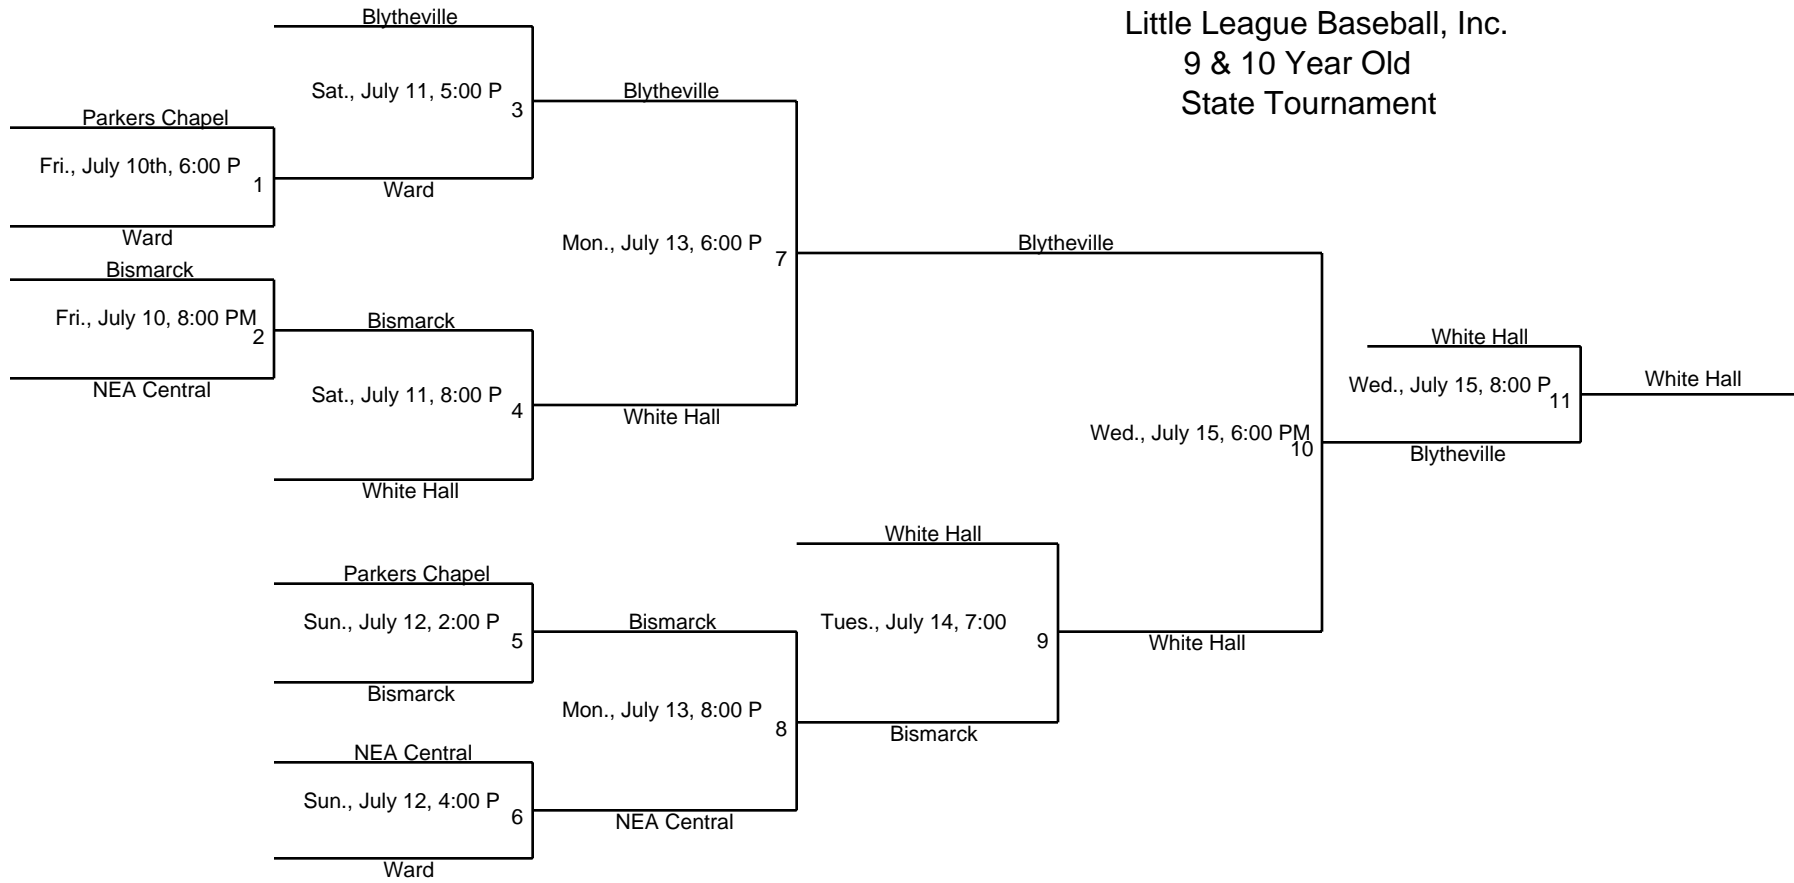 Little League Baseball, Inc.
9 & 10 Year Old
State Tournament
Blytheville
Sat., July 11, 5:00 P
3
Blytheville
Parkers Chapel
Fri., July 10th, 6:00 P
1
Ward
Ward
Mon., July 13, 6:00 P
7
Blytheville
Bismarck
Fri., July 10, 8:00 PM
2
Bismarck
NEA Central
Sat., July 11, 8:00 P
4
White Hall
White Hall
White Hall
Wed., July 15, 8:00 P
11
White Hall
Wed., July 15, 6:00 PM
10
Blytheville
White Hall
Parkers Chapel
Sun., July 12, 2:00 P
5
Bismarck
Tues., July 14, 7:00
9
White Hall
Bismarck
Mon., July 13, 8:00 P
8
Bismarck
NEA Central
Sun., July 12, 4:00 P
6
NEA Central
Ward